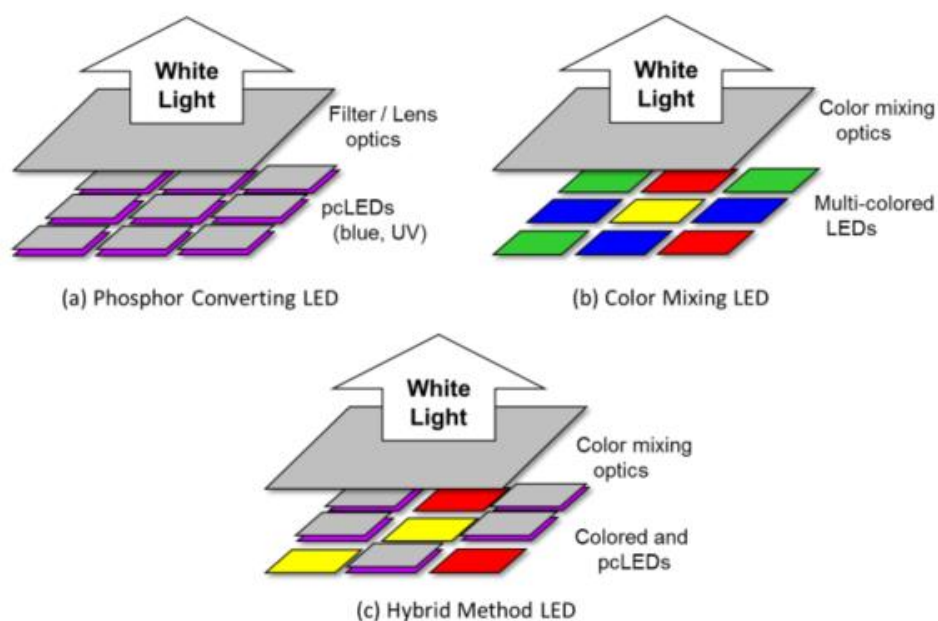 White
Light
Filter / Lens
optics
pcLEDs
(blue, UV)
(a) Phosphor Converting LED
White
Light
Color mixing
optics
Multi-colored
LEDs
(b) Color Mixing LED
White
Light
Color mixing
optics
Colored and
pcLEDs
(c) Hybrid Method LED